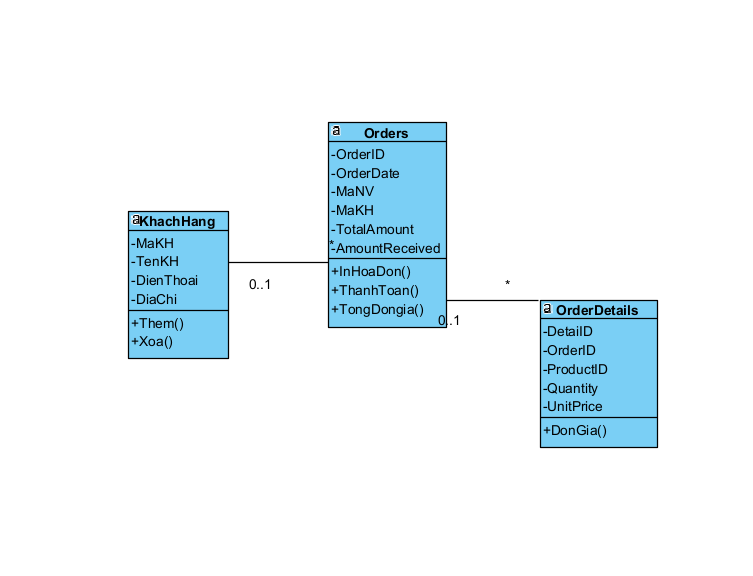 KhachHang
-MaKH
-TenKH
-DienThoai
-DiaChi
+Them()
+Xoa()
0..1
*
Orders
-OrderID
-OrderDate
-MaNV
-MaKH
-TotalAmount
-AmountReceived
+InHoaDon()
+ThanhToan()
+TongDongia()
0..1
*
OrderDetails
-DetailID
-OrderID
-ProductID
-Quantity
-UnitPrice
+DonGia()